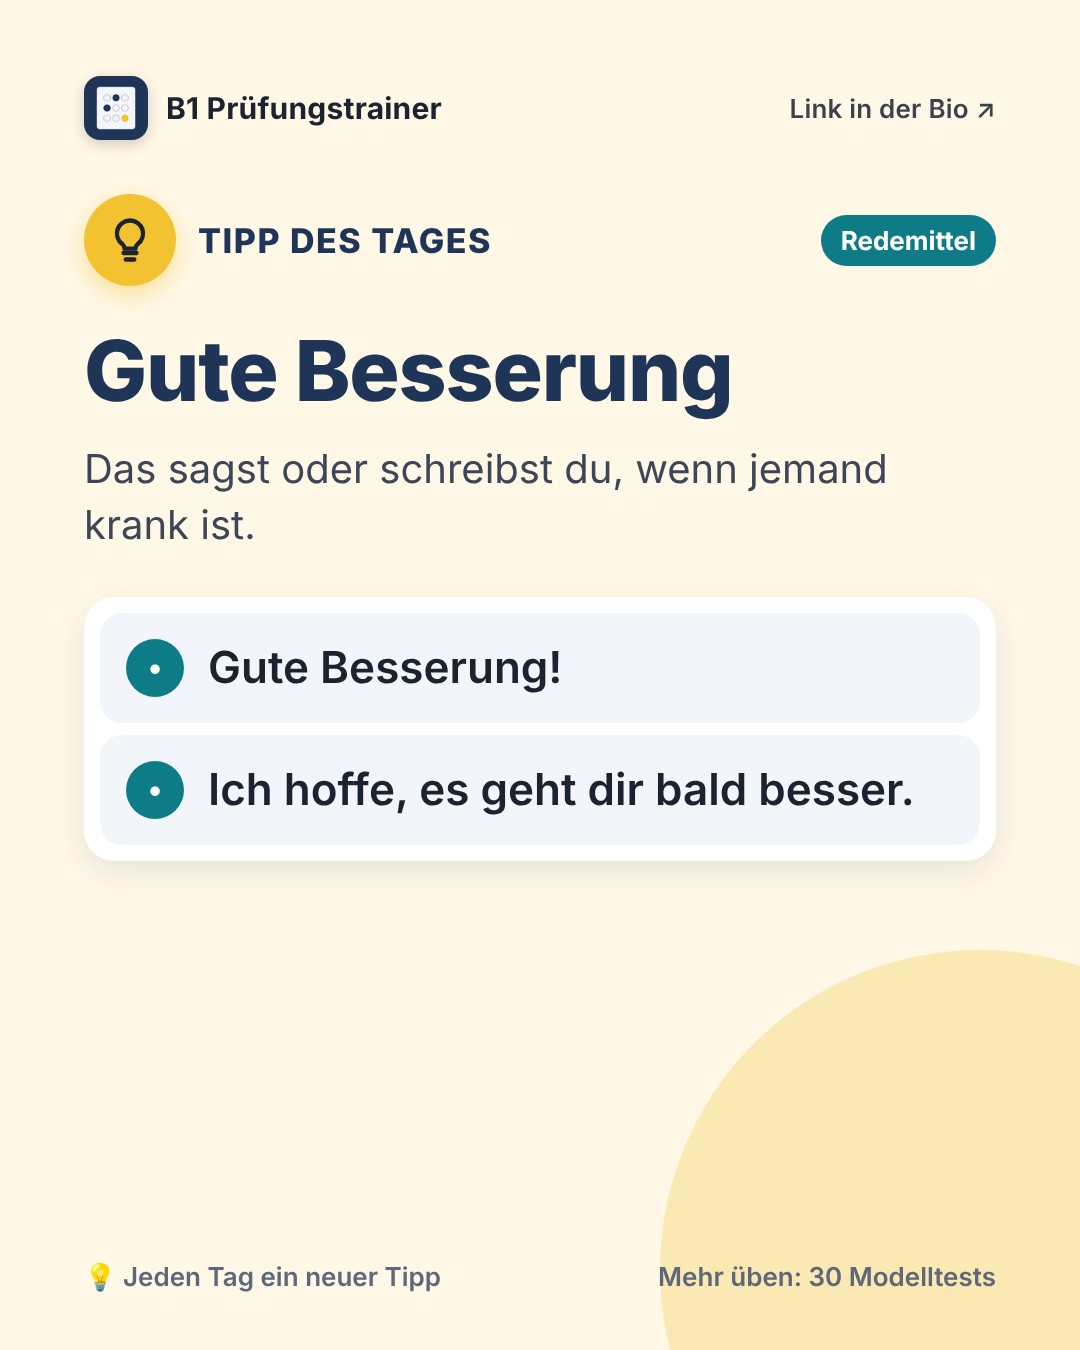 B1 Prüfungstrainer
Link in der Bio ↗
TIPP DES TAGES
Redemittel
Gute Besserung
Das sagst oder schreibst du, wenn jemand
krank ist.
Gute Besserung!
Ich hoffe, es geht dir bald besser.
💡 Jeden Tag ein neuer Tipp
Mehr üben: 30 Modelltests